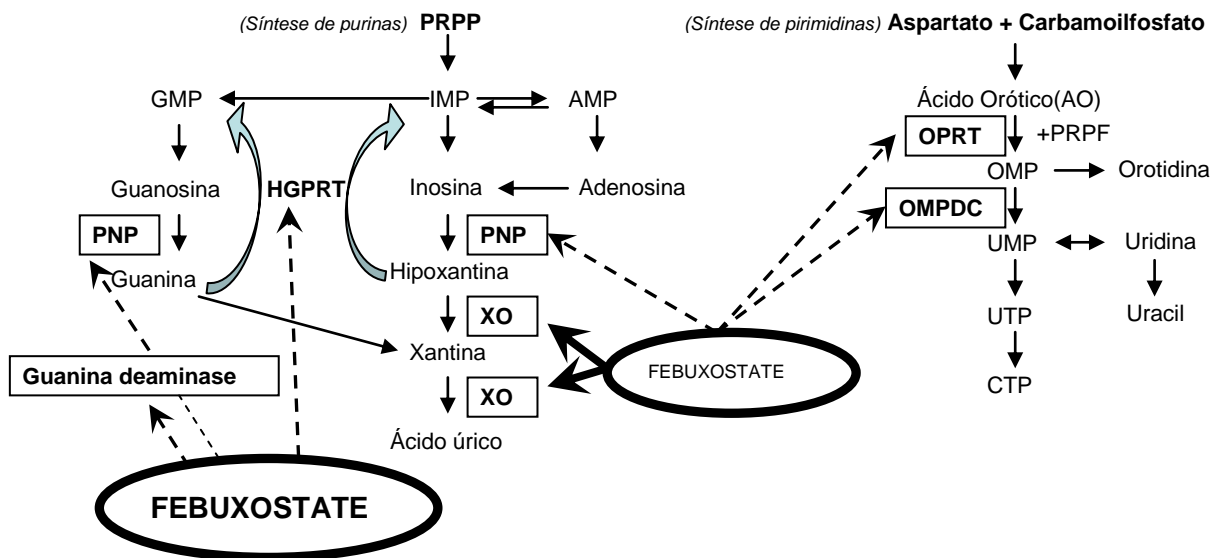 (Síntese de purinas) PRPP
(Síntese de pirimidinas) Aspartato + Carbamoilfosfato
GMP
IMP
AMP
Ácido Orótico(AO)
OPRT
+PRPF
OMP
Orotidina
Guanosina
HGPRT
Inosina
Adenosina
OMPDC
PNP
PNP
UMP
Uridina
Guanina
Hipoxantina
XO
UTP
Uracil
Xantina
Guanina deaminase
FEBUXOSTATE
XO
CTP
Ácido úrico
FEBUXOSTATE